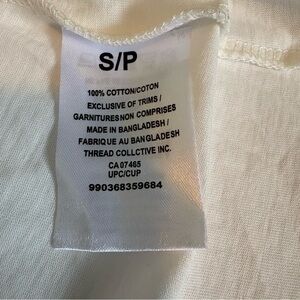 S/P
100% COTTON/COTON
EXCLUSIVE OF TRIMS /
GARNITURES NON COMPRISES
MADE IN BANGLADESH /
FABRIQUE AU BANGLADESH
THREAD COLLCTIVE INC.
CA 07465
UPC/CUP
990368359684